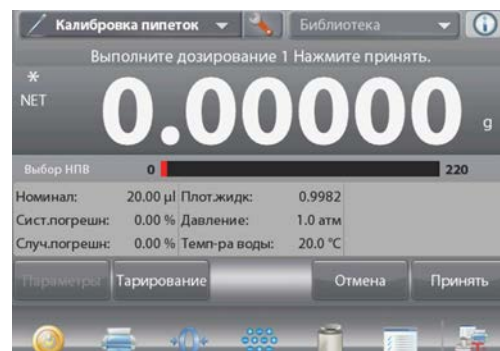 Калибровка пипеток Библиотека
Выполните дозирование 1 Нажмите принять.
*
NET
0.00000 g
Выбор НПВ 0 220
Номинал: 20.00 µl Плот.жидк: 0.9982
Сист.погрешн: 0.00 % Давление: 1.0 атм
Случ.погрешн: 0.00 % Темп-ра воды: 20.0 °C
Параметры Тарирование Отмена Принять